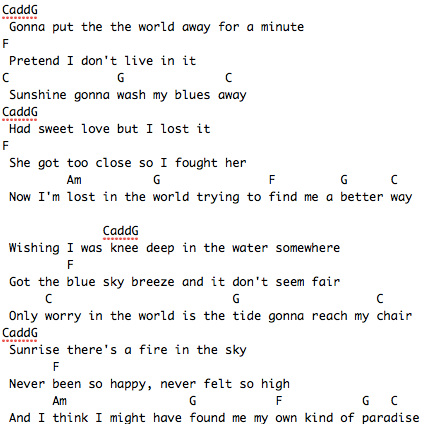 CaddG
Gonna put the the world away for a minute
F
Pretend I don't live in it
C G C
Sunshine gonna wash my blues away
CaddG
Had sweet love but I lost it
F
She got too close so I fought her
Am G F G C
Now I'm lost in the world trying to find me a better way
CaddG
Wishing I was knee deep in the water somewhere
F
Got the blue sky breeze and it don't seem fair
C G C
Only worry in the world is the tide gonna reach my chair
CaddG
Sunrise there's a fire in the sky
F
Never been so happy, never felt so high
Am G F G C
And I think I might have found me my own kind of paradise